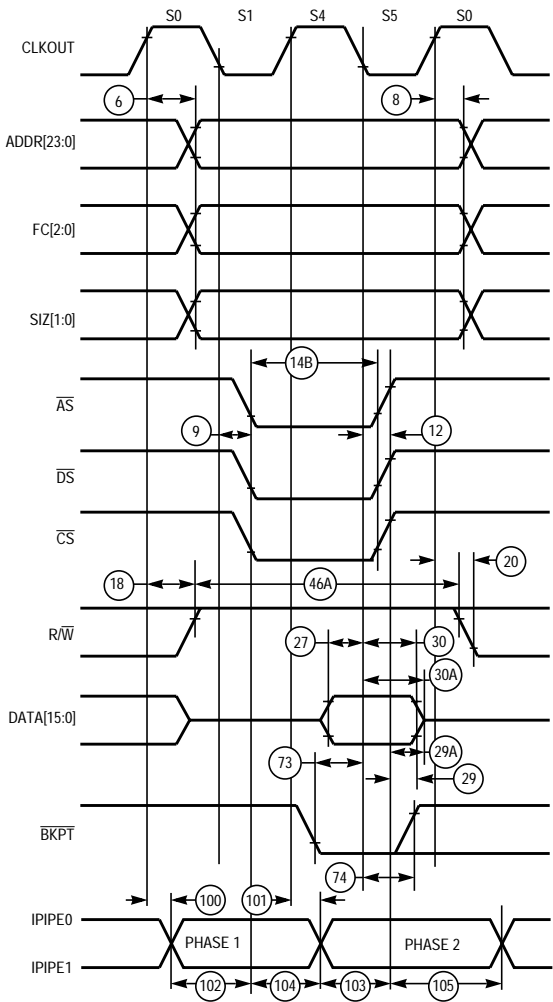 S0 S1 S4 S5 S0
CLKOUT
6 8
ADDR[23:0]
FC[2:0]
SIZ[1:0]
14B
AS
9 12
DS
CS
20
18 46A
R/W
27 30
30A
DATA[15:0]
29A
73 29
BKPT
74
100 101
IPIPE0
PHASE 1 PHASE 2
IPIPE1
102 104 103 105